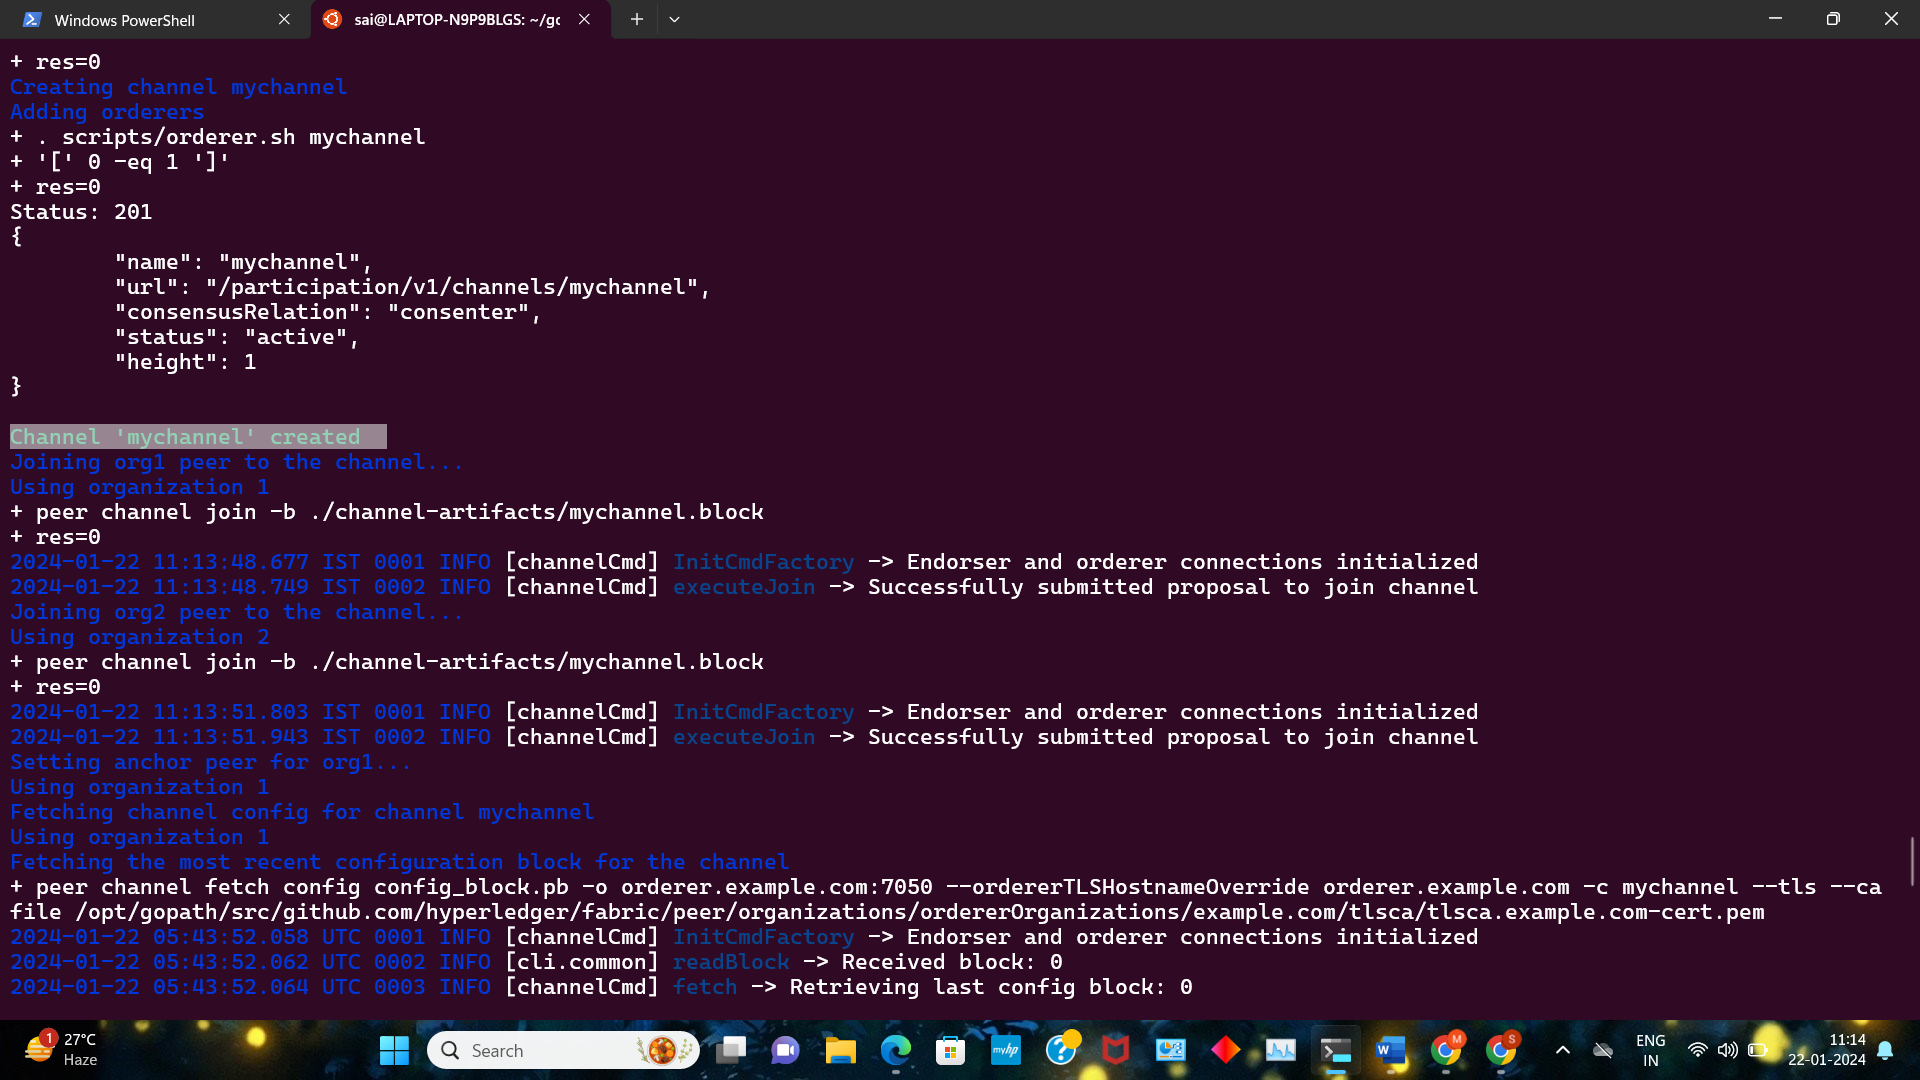 Windows PowerShell
sai@LAPTOP-N9P9BLGS: ~/go
+ res=0
Creating channel mychannel
Adding orderers
+ . scripts/orderer.sh mychannel
+ '[' 0 -eq 1 ']'
+ res=0
Status: 201
{
"name": "mychannel",
"url": "/participation/v1/channels/mychannel",
"consensusRelation": "consenter",
"status": "active",
"height": 1
}
Channel 'mychannel' created
Joining org1 peer to the channel...
Using organization 1
+ peer channel join -b ./channel-artifacts/mychannel.block
+ res=0
2024-01-22 11:13:48.677 IST 0001 INFO [channelCmd] InitCmdFactory -> Endorser and orderer connections initialized
2024-01-22 11:13:48.749 IST 0002 INFO [channelCmd] executeJoin -> Successfully submitted proposal to join channel
Joining org2 peer to the channel...
Using organization 2
+ peer channel join -b ./channel-artifacts/mychannel.block
+ res=0
2024-01-22 11:13:51.803 IST 0001 INFO [channelCmd] InitCmdFactory -> Endorser and orderer connections initialized
2024-01-22 11:13:51.943 IST 0002 INFO [channelCmd] executeJoin -> Successfully submitted proposal to join channel
Setting anchor peer for org1...
Using organization 1
Fetching channel config for channel mychannel
Using organization 1
Fetching the most recent configuration block for the channel
+ peer channel fetch config config_block.pb -o orderer.example.com:7050 --ordererTLSHostnameOverride orderer.example.com -c mychannel --tls --ca
file /opt/gopath/src/github.com/hyperledger/fabric/peer/organizations/ordererOrganizations/example.com/tlsca/tlsca.example.com-cert.pem
2024-01-22 05:43:52.058 UTC 0001 INFO [channelCmd] InitCmdFactory -> Endorser and orderer connections initialized
2024-01-22 05:43:52.062 UTC 0002 INFO [cli.common] readBlock -> Received block: 0
2024-01-22 05:43:52.064 UTC 0003 INFO [channelCmd] fetch -> Retrieving last config block: 0
1
27°C
Haze
Search
myhp
?
W
M
S
ENG
IN
11:14
22-01-2024